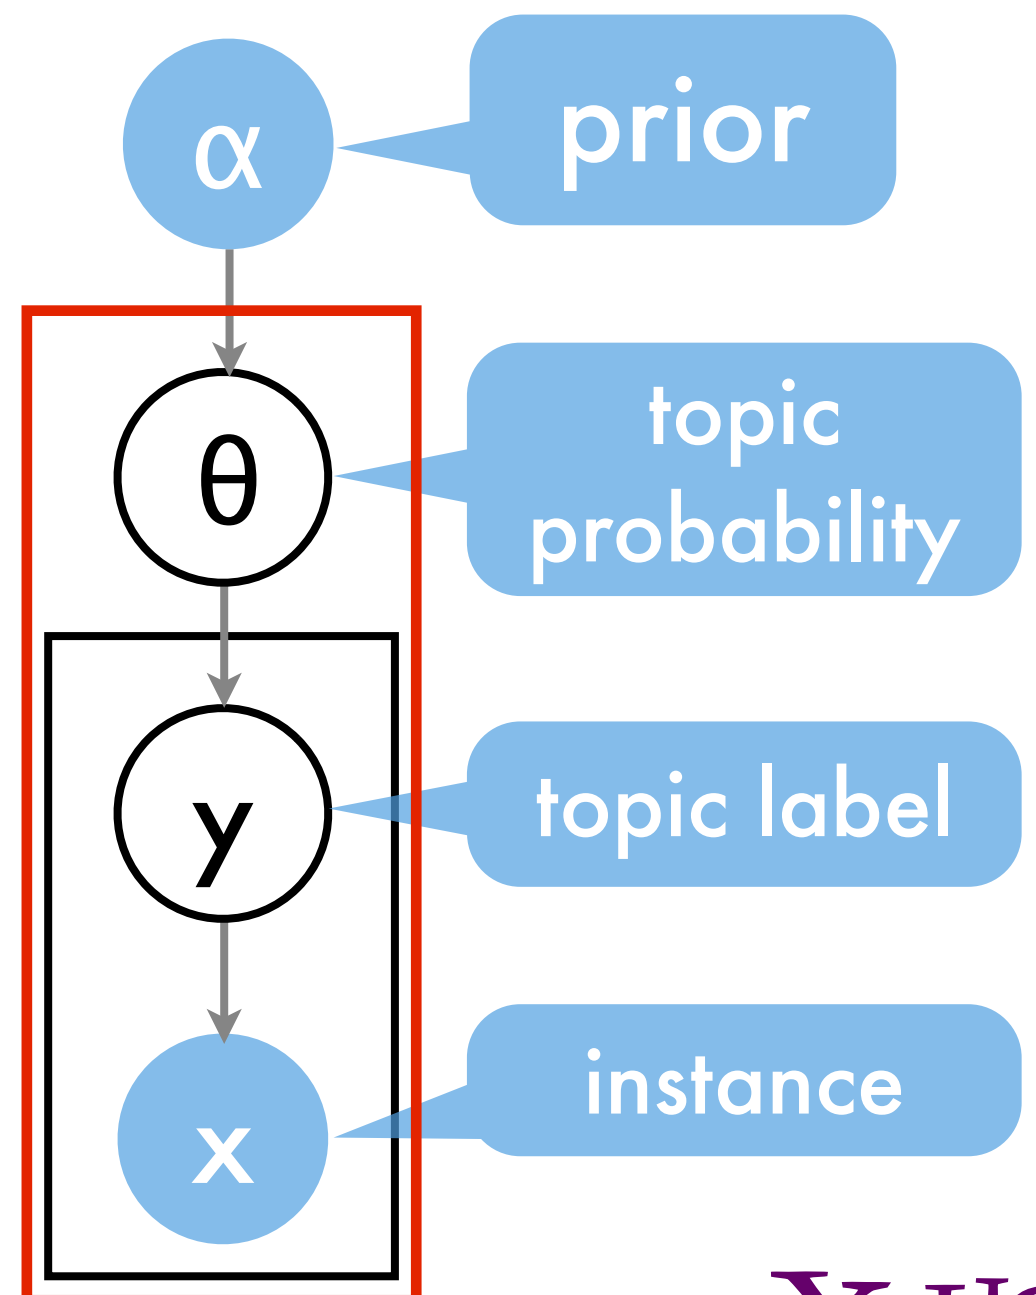 α
prior
θ
topic
probability
y
topic label
x
instance